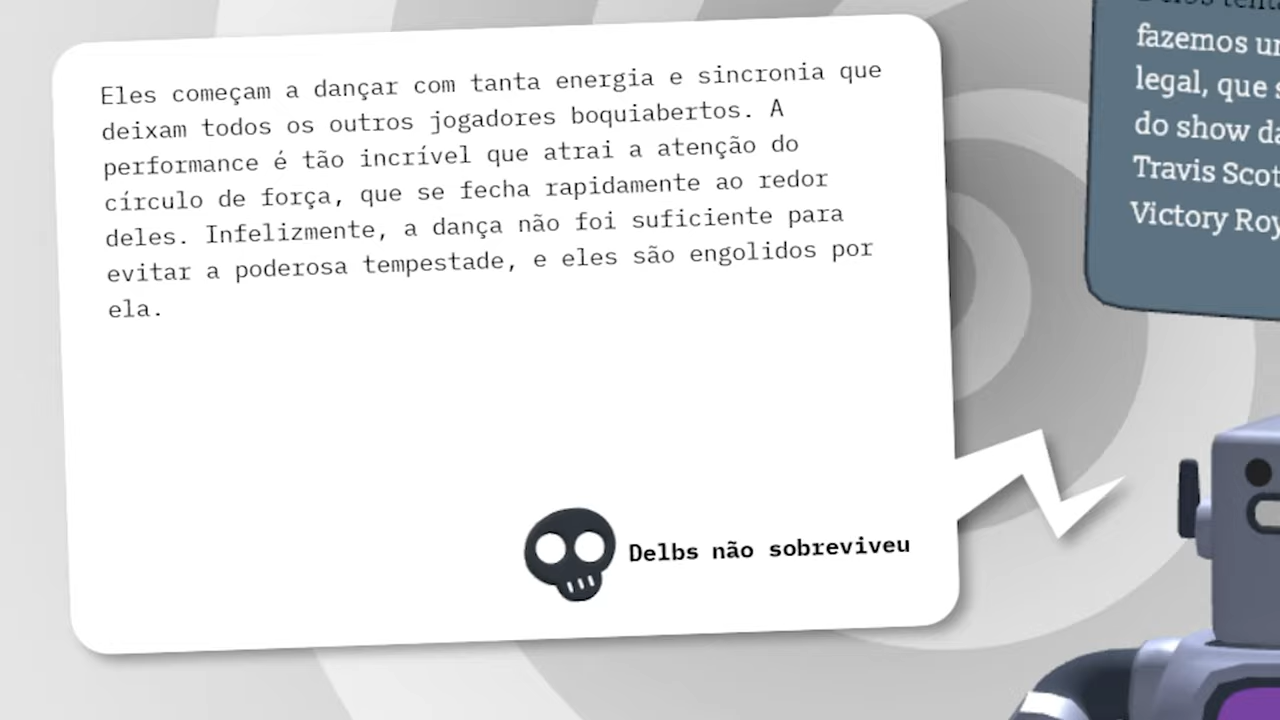 Eles começam a dançar com tanta energia e sincronia que
deixam todos os outros jogadores boquiabertos. A
performance é tão incrível que atrai a atenção do
círculo de força, que se fecha rapidamente ao redor
deles. Infelizmente, a dança não foi suficiente para
evitar a poderosa tempestade, e eles são engolidos por
ela.
Delbs não sobreviveu
fazemos
legal, que
do show
Travis
Victory